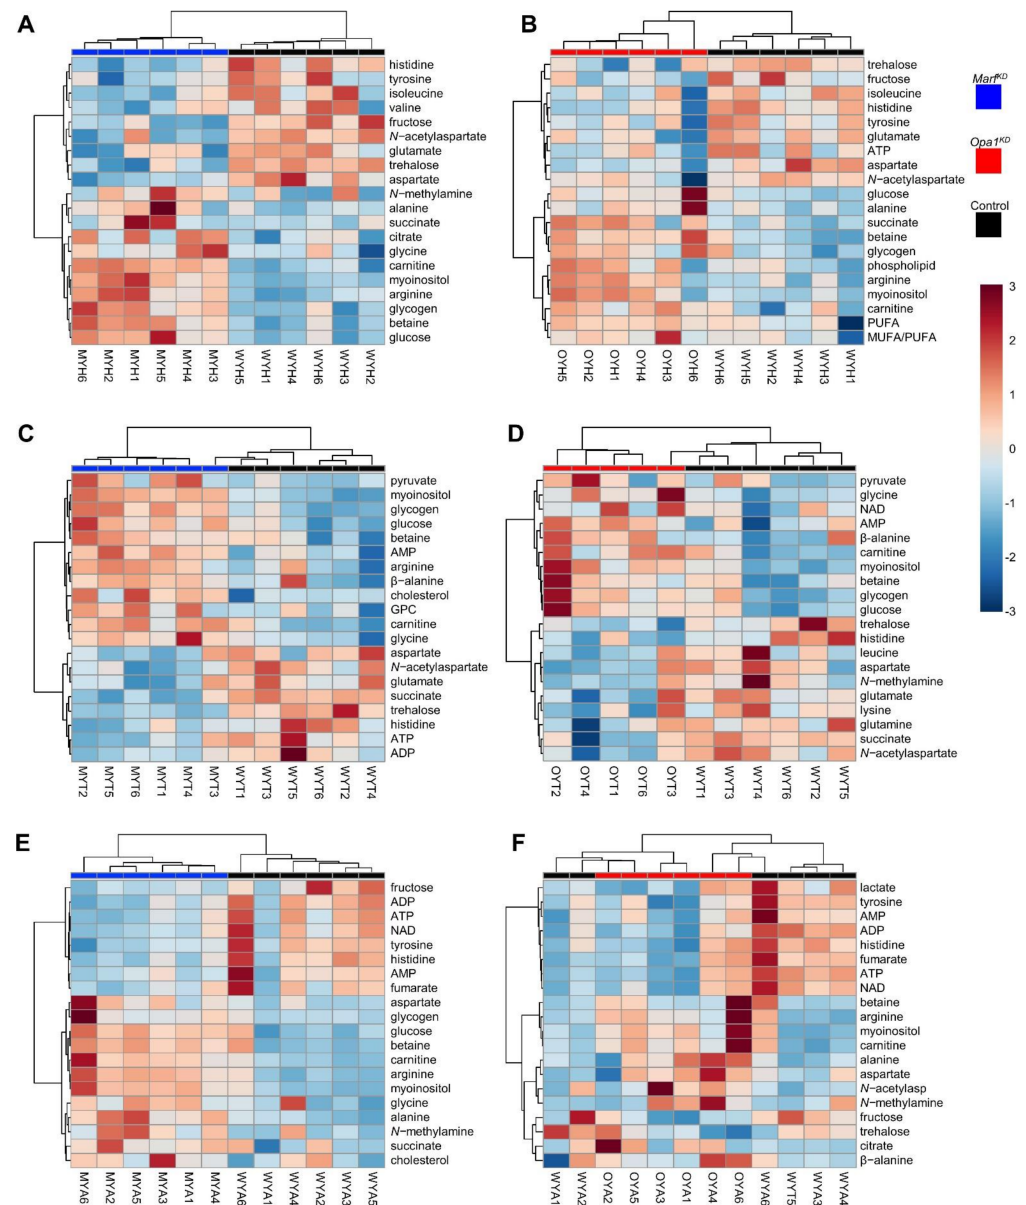 A
histidine
tyrosine
isoleucine
valine
fructose
N−acetylaspartate
glutamate
trehalose
aspartate
N−methylamine
alanine
succinate
citrate
glycine
carnitine
myoinositol
arginine
glycogen
betaine
glucose
MYH6 MYH2 MYH1 MYH5 MYH4 MYH3 WYH5 WYH1 WYH4 WYH6 WYH3 WYH2
B
trehalose
fructose
isoleucine
histidine
tyrosine
glutamate
ATP
aspartate
N−acetylaspartate
glucose
alanine
succinate
betaine
glycogen
phospholipid
arginine
myoinositol
carnitine
PUFA
MUFA/PUFA
OYH5 OYH2 OYH1 OYH4 OYH3 OYH6 WYH6 WYH5 WYH2 WYH4 WYH3 WYH1
MarfKD
Opa1KD
Control
3
2
1
0
-1
-2
-3
C
pyruvate
myoinositol
glycogen
glucose
betaine
AMP
arginine
β−alanine
cholesterol
GPC
carnitine
glycine
aspartate
N−acetylaspartate
glutamate
succinate
trehalose
histidine
ATP
ADP
MYT2 MYT5 MYT6 MYT1 MYT4 MYT3 WYT1 WYT3 WYT5 WYT6 WYT2 WYT4
D
pyruvate
glycine
NAD
AMP
β-alanine
carnitine
myoinositol
betaine
glycogen
glucose
trehalose
histidine
leucine
aspartate
N−methylamine
glutamate
lysine
glutamine
succinate
N−acetylaspartate
OYT2 OYT4 OYT1 OYT6 OYT3 WYT1 WYT3 WYT4 WYT6 WYT2 WYT5
E
fructose
ADP
ATP
NAD
tyrosine
histidine
AMP
fumarate
aspartate
glycogen
glucose
betaine
carnitine
arginine
myoinositol
glycine
alanine
N−methylamine
succinate
cholesterol
MYA6 MYA2 MYA5 MYA3 MYA1 MYA4 WYA6 WYA1 WYA4 WYA2 WYA3 WYA5
F
lactate
tyrosine
AMP
ADP
histidine
fumarate
ATP
NAD
betaine
arginine
myoinositol
carnitine
alanine
aspartate
N−acetylasp
N−methylamine
fructose
trehalose
citrate
β−alanine
WYA1 WYA2 OYA2 OYA5 OYA3 OYA1 OYA4 OYA6 WYA6 WYT5 WYA3 WYA4